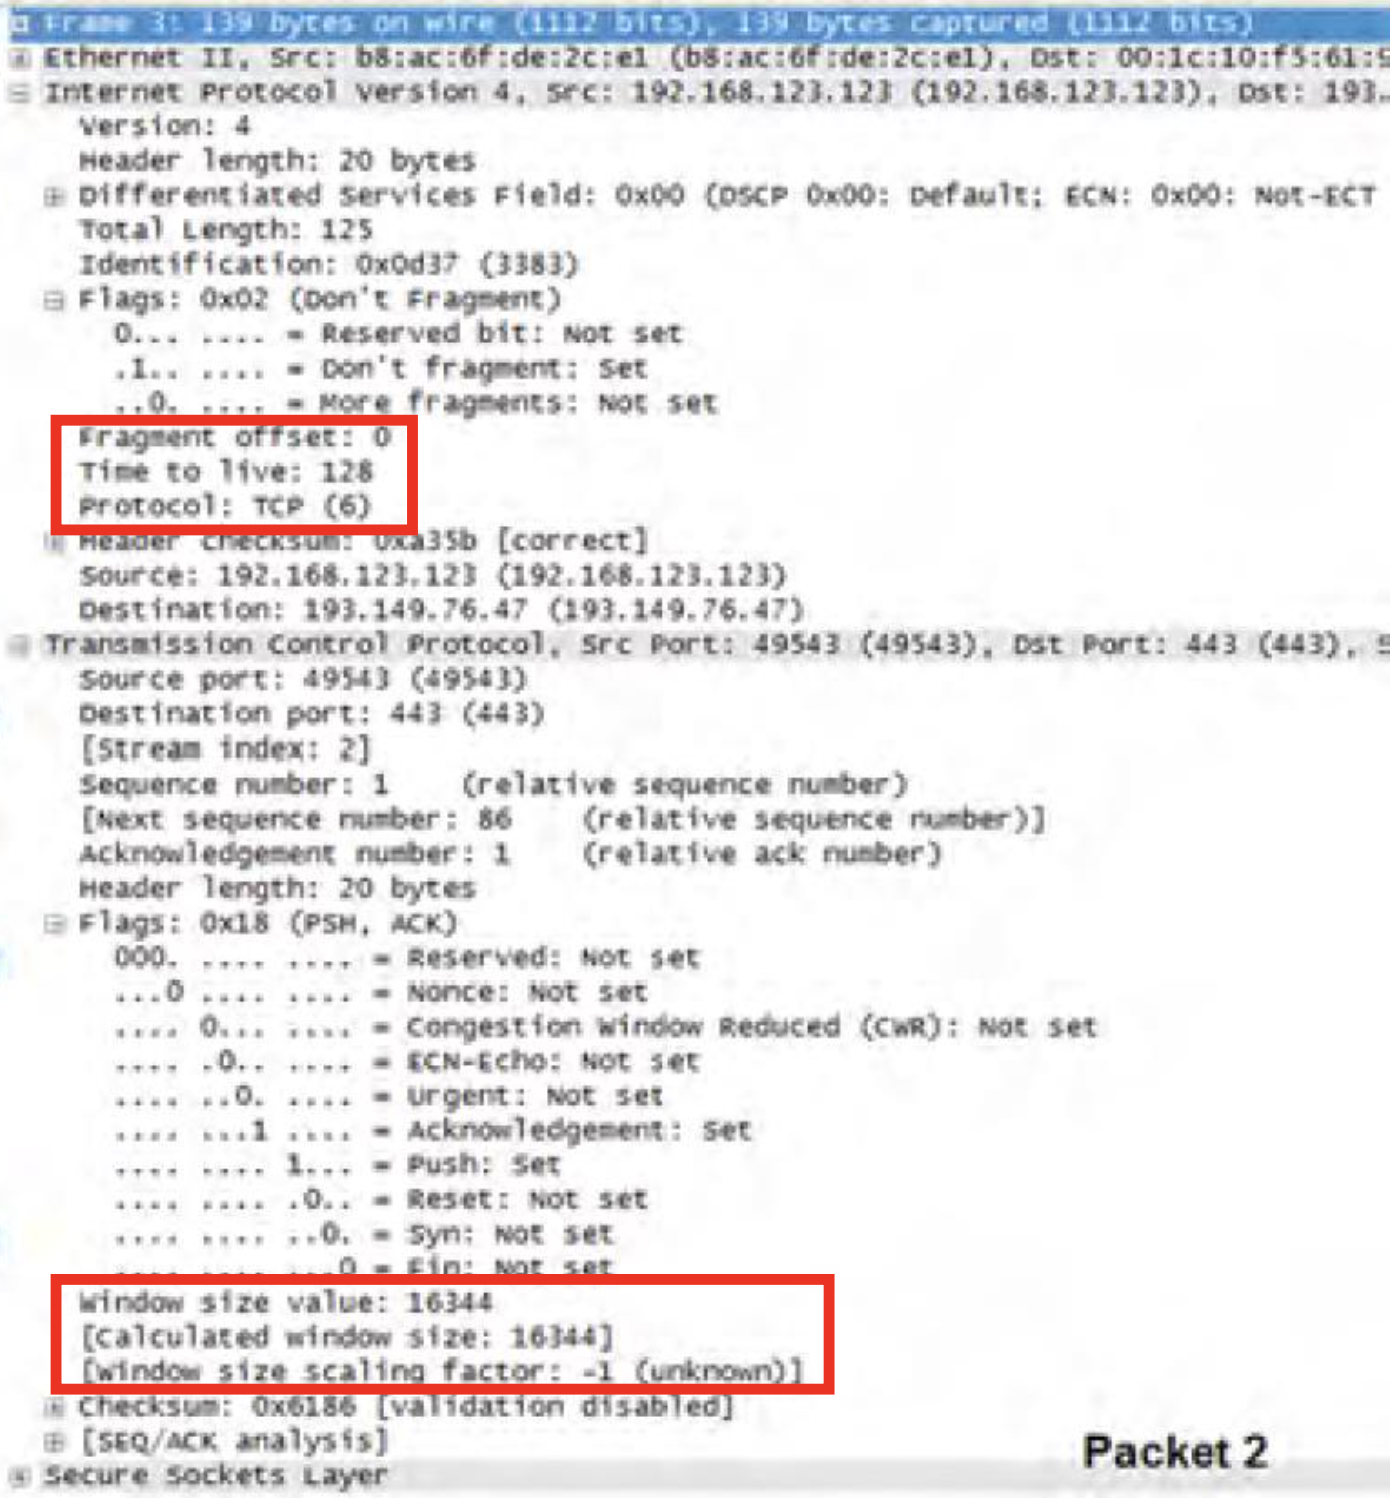 Frame 3: 139 bytes on wire (1112 bits), 139 bytes captured (1112 bits)
Ethernet II, Src: b8:ac:6f:de:2c:e1 (b8:ac:6f:de:2c:e1), Dst: 00:1c:10:f5:61:9
Internet Protocol Version 4, Src: 192.168.123.123 (192.168.123.123), Dst: 193.
Version: 4
Header length: 20 bytes
Differentiated Services Field: 0x00 (DSCP 0x00: Default; ECN: 0x00: Not-ECT
Total Length: 125
Identification: 0x0d37 (3383)
Flags: 0x02 (Don't Fragment)
0... .... = Reserved bit: Not set
.1.. .... = Don't fragment: Set
..0. .... = More fragments: Not set
Fragment offset: 0
Time to live: 128
Protocol: TCP (6)
Header checksum: 0xa35b [correct]
Source: 192.168.123.123 (192.168.123.123)
Destination: 193.149.76.47 (193.149.76.47)
Transmission Control Protocol, Src Port: 49543 (49543), Dst Port: 443 (443), S
Source port: 49543 (49543)
Destination port: 443 (443)
[Stream index: 2]
Sequence number: 1 (relative sequence number)
[Next sequence number: 86 (relative sequence number)]
Acknowledgement number: 1 (relative ack number)
Header length: 20 bytes
Flags: 0x18 (PSH, ACK)
000. .... .... = Reserved: Not set
...0 .... .... = Nonce: Not set
.... 0... .... = Congestion Window Reduced (CWR): Not set
.... .0.. .... = ECN-Echo: Not set
.... ..0. .... = Urgent: Not set
.... ...1 .... = Acknowledgement: Set
.... .... 1... = Push: Set
.... .... .0.. = Reset: Not set
.... .... ..0. = Syn: Not set
.... .... ...0 = Fin: Not set
Window size value: 16344
[Calculated window size: 16344]
[Window size scaling factor: -1 (unknown)]
Checksum: 0x6186 [validation disabled]
[SEQ/ACK analysis]
Packet 2
Secure Sockets Layer